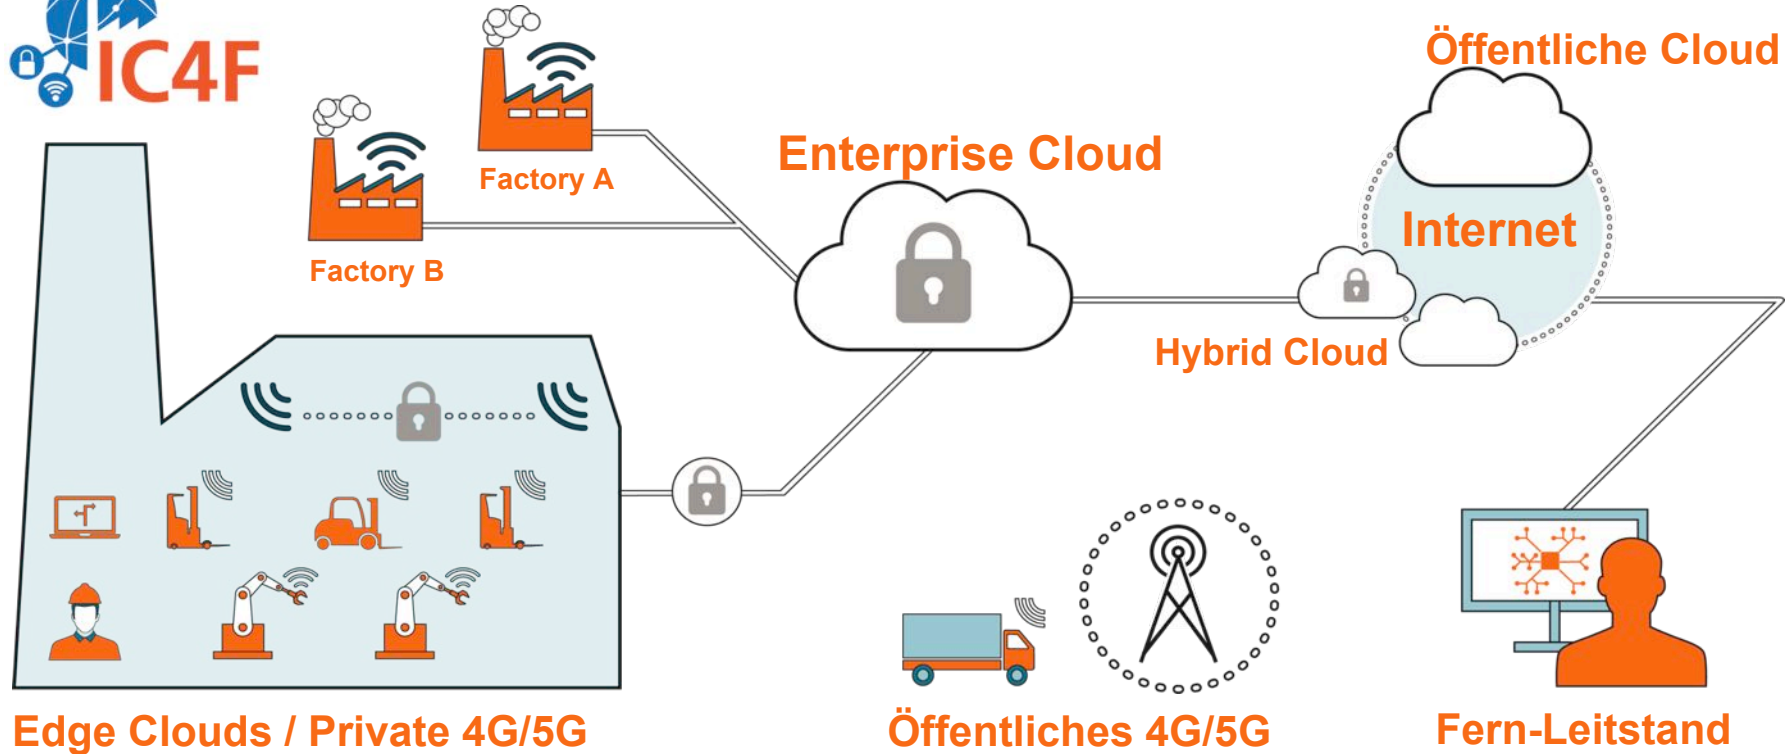 IC4F
Öffentliche Cloud
Factory A
Enterprise Cloud
Internet
Factory B
Hybrid Cloud
Edge Clouds / Private 4G/5G
Öffentliches 4G/5G
Fern-Leitstand